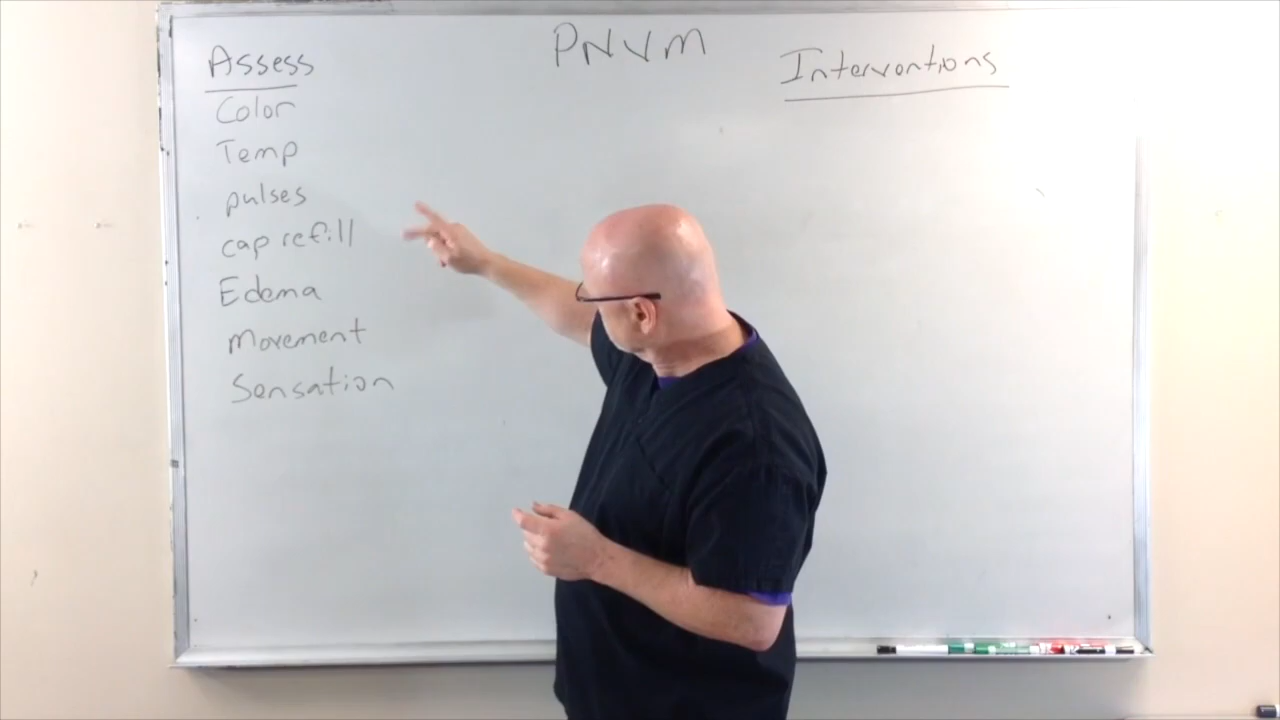 PNVM
Assess
Color
Temp
pulses
cap refill
Edema
Movement
Sensation
Interventions